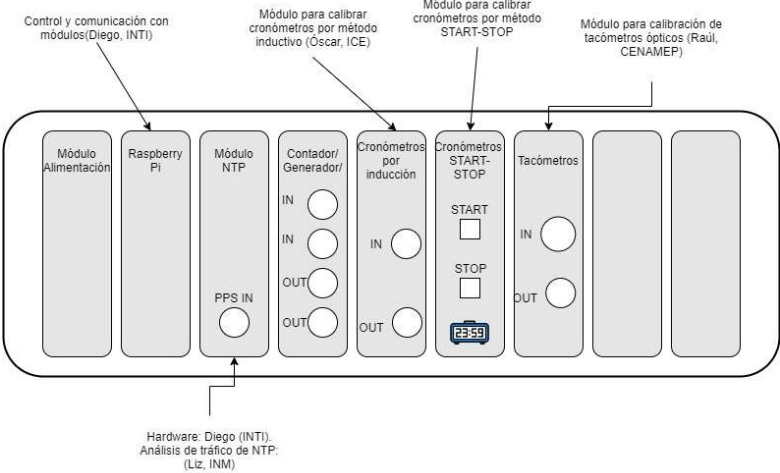 Control y comunicación con
módulos(Diego, INTI)
Módulo para calibrar
cronómetros por método
inductivo (Óscar, ICE)
Módulo para calibrar
cronómetros por método
START-STOP
Módulo para calibración de
tacómetros ópticos (Raúl,
CENAMEP)
Módulo
Alimentación
Raspberry
Pi
Módulo
NTP
PPS IN
Contador/
Generador/
IN
IN
OUT
OUT
Cronómetros
por
inducción
IN
OUT
Cronómetros
START-
STOP
START
STOP
23:59
Tacómetros
IN
OUT
Hardware: Diego (INTI).
Análisis de tráfico de NTP:
(Liz, INM)